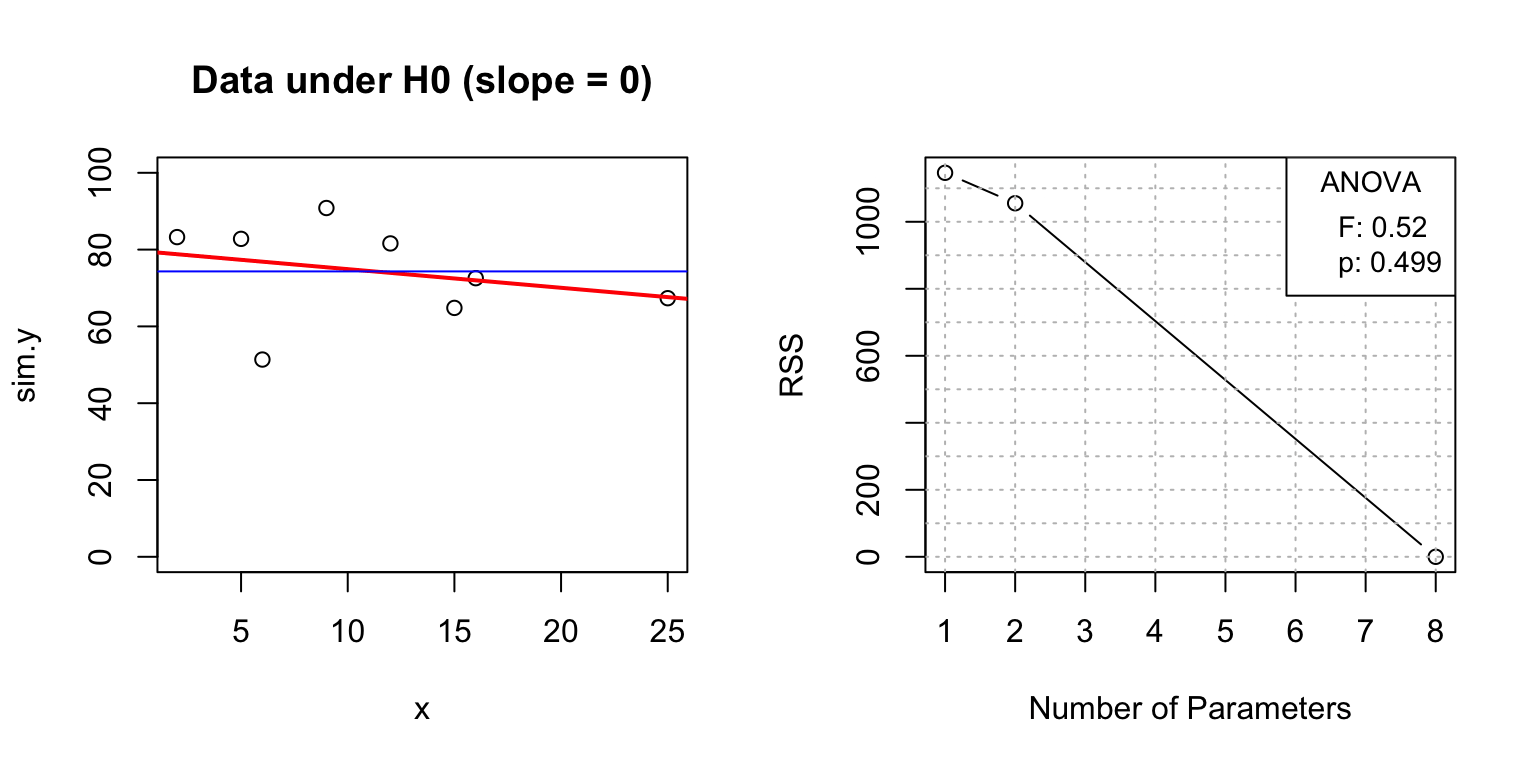 Data under H0 (slope = 0)
100
80
60
40
20
0
sim.y
5 10 15 20 25
x
ANOVA
F: 0.52
p: 0.499
1000
600
200
0
RSS
1 2 3 4 5 6 7 8
Number of Parameters